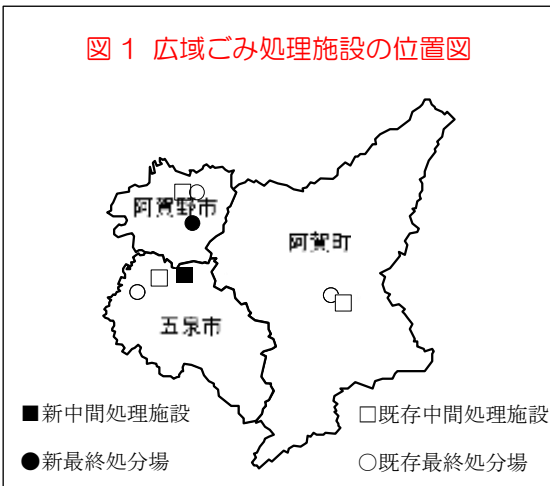 図 1 広域ごみ処理施設の位置図
阿賀野市
阿賀町
五泉市
■新中間処理施設
□既存中間処理施設
●新最終処分場
○既存最終処分場